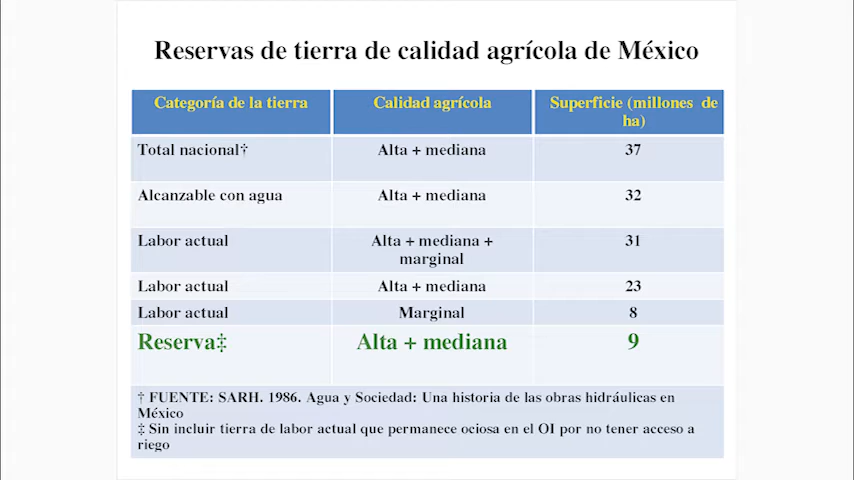 Reservas de tierra de calidad agrícola de México
Categoría de la tierra
Calidad agrícola
Superficie (millones de
ha)
Total nacional†
Alta + mediana
37
Alcanzable con agua
Alta + mediana
32
Labor actual
Alta + mediana +
marginal
31
Labor actual
Alta + mediana
23
Labor actual
Marginal
8
Reserva‡
Alta + mediana
9
† FUENTE: SARH. 1986. Agua y Sociedad: Una historia de las obras hidráulicas en
México
‡ Sin incluir tierra de labor actual que permanece ociosa en el OI por no tener acceso a
riego